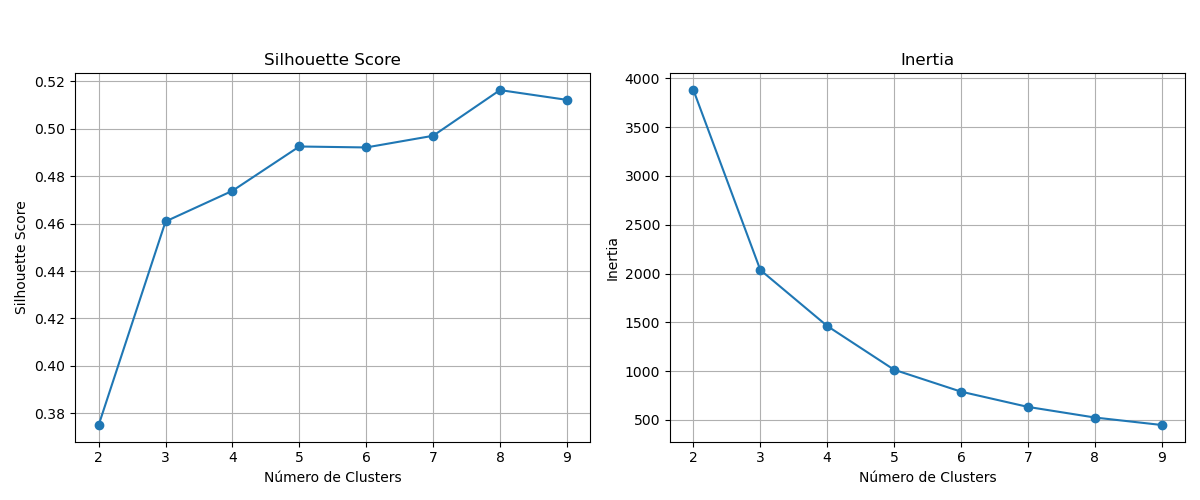 Silhouette Score
Silhouette Score
0.52
0.50
0.48
0.46
0.44
0.42
0.40
0.38
2 3 4 5 6 7 8 9
Número de Clusters
Inertia
Inertia
4000
3500
3000
2500
2000
1500
1000
500
2 3 4 5 6 7 8 9
Número de Clusters